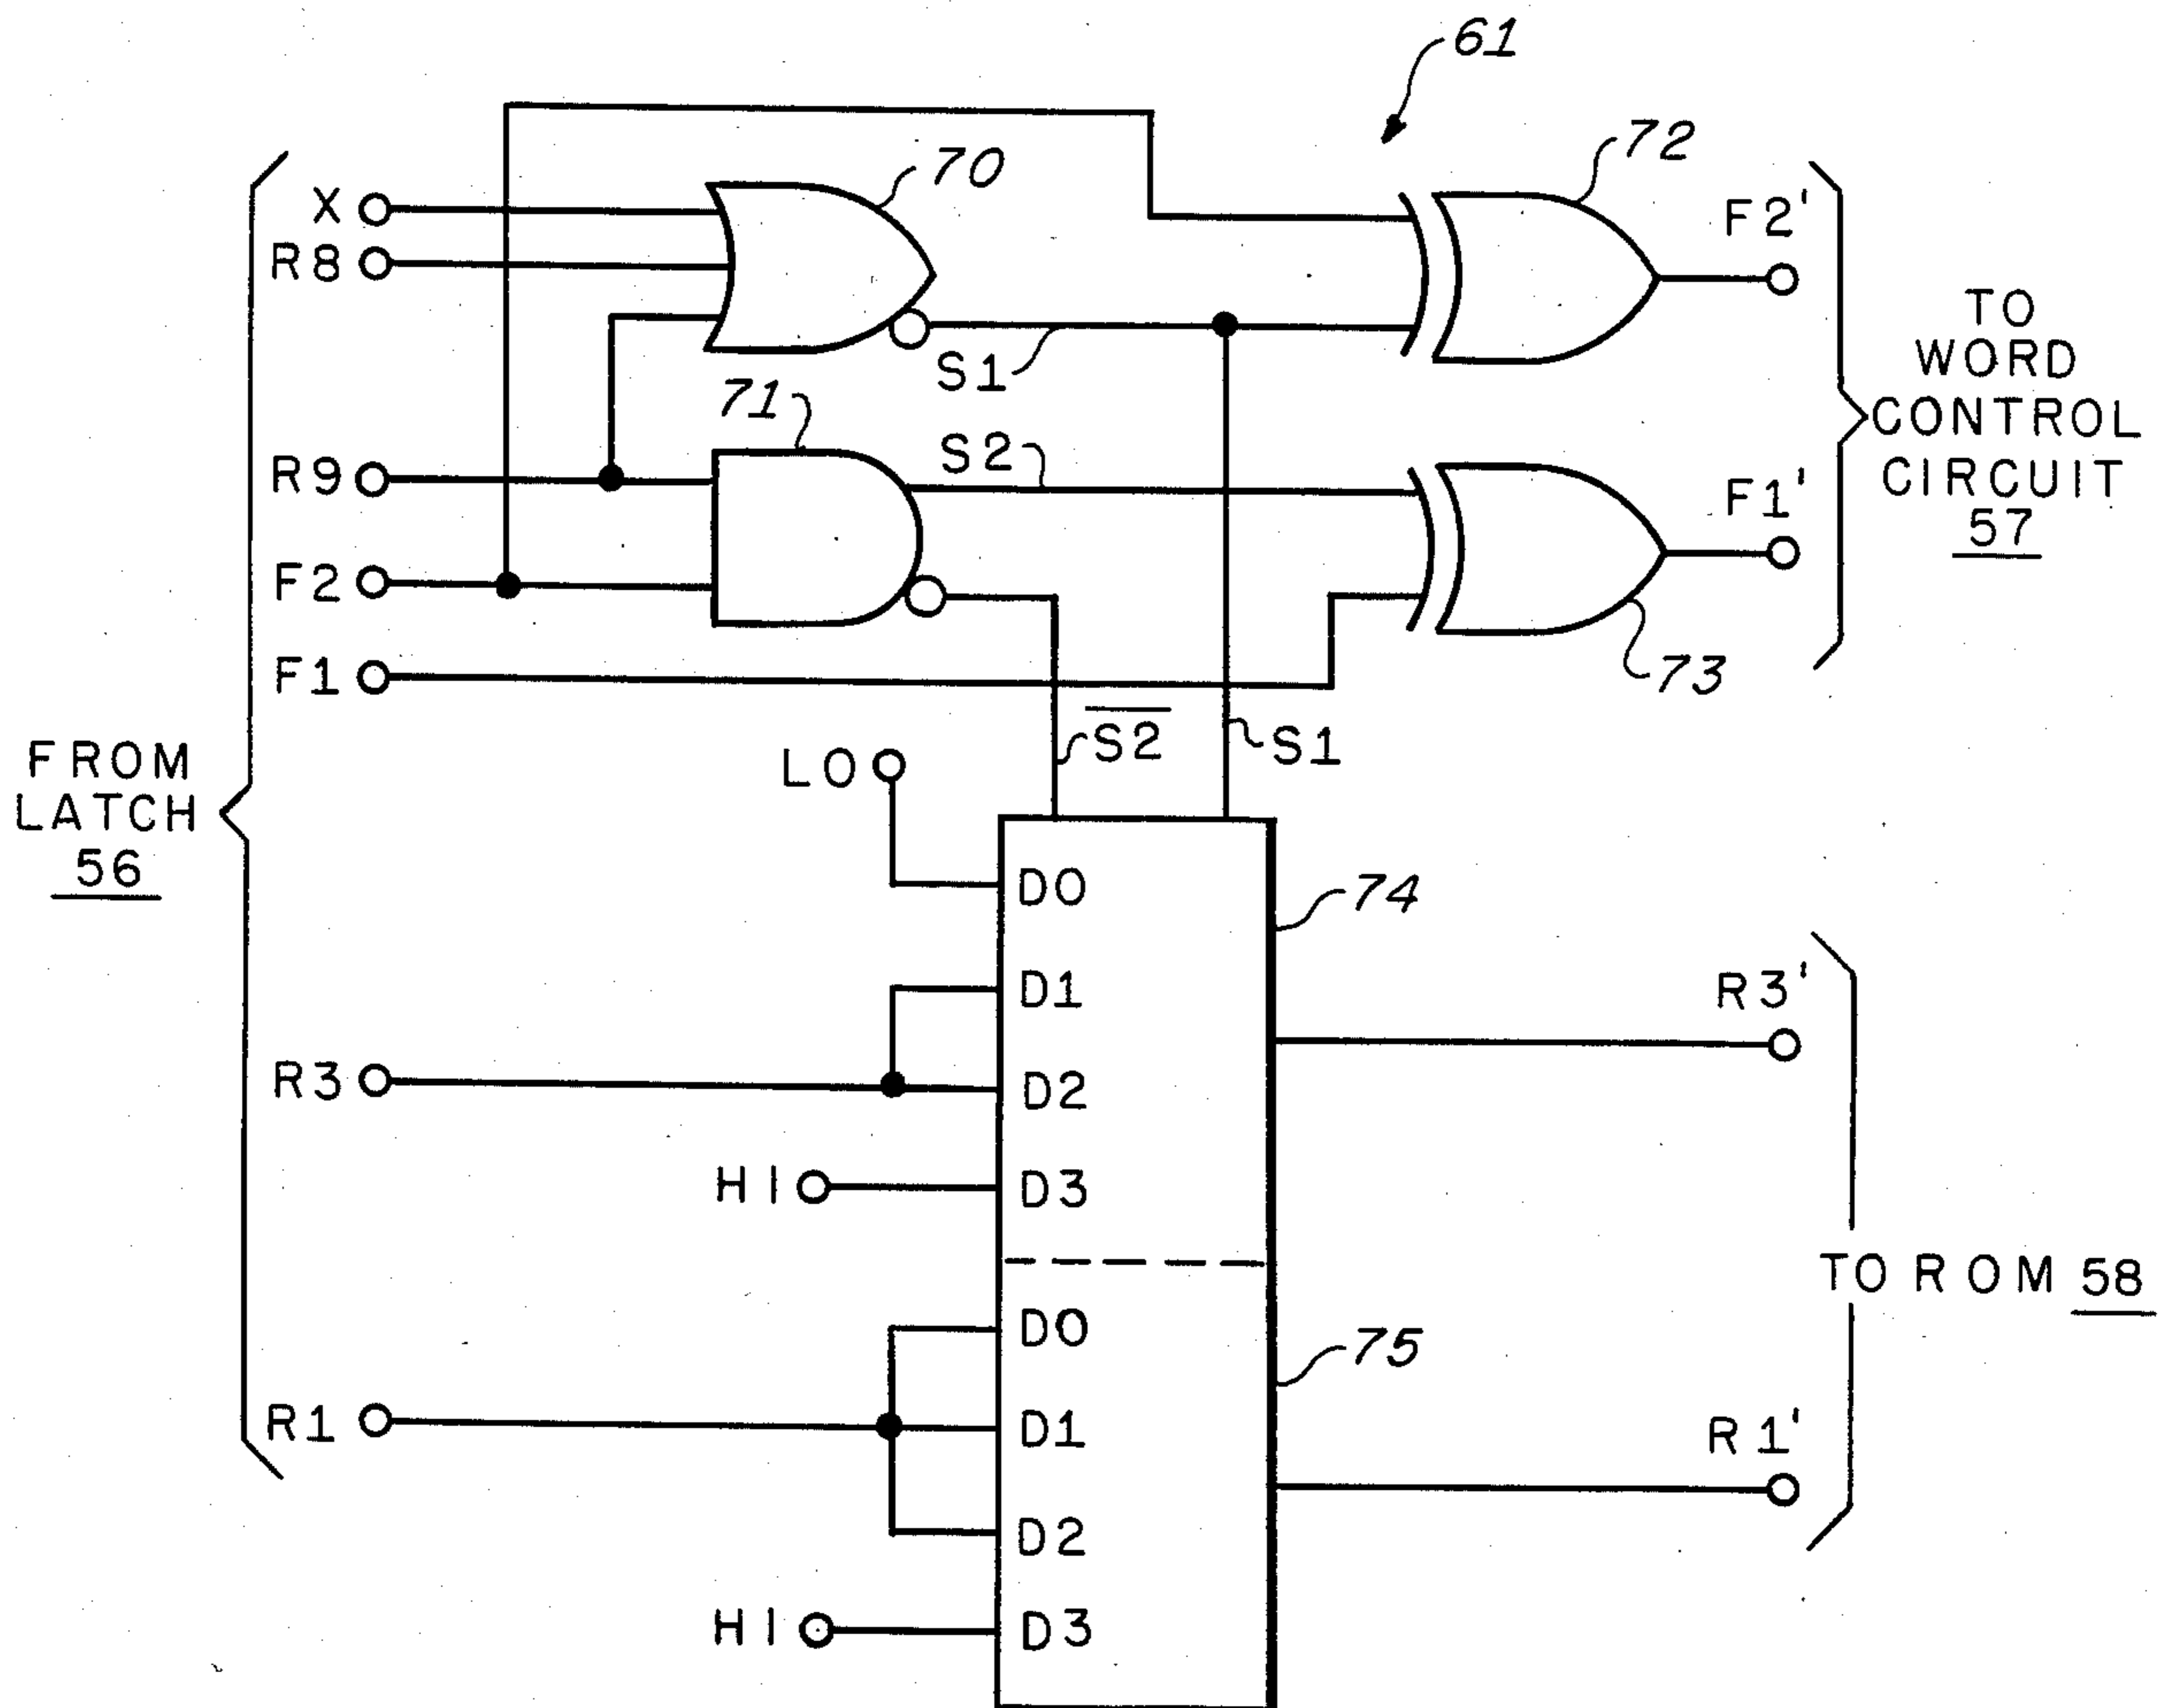 61
72
70
X
R8
F2'
S1
TO
WORD
CONTROL
CIRCUIT
57
71
S2
R9
F1'
F2
F1
73
S2
S1
FROM
LATCH
56
LO
D0
74
D1
R3'
R3
D2
HI
D3
TO ROM 58
D0
75
R1
D1
R1'
D2
HI
D3